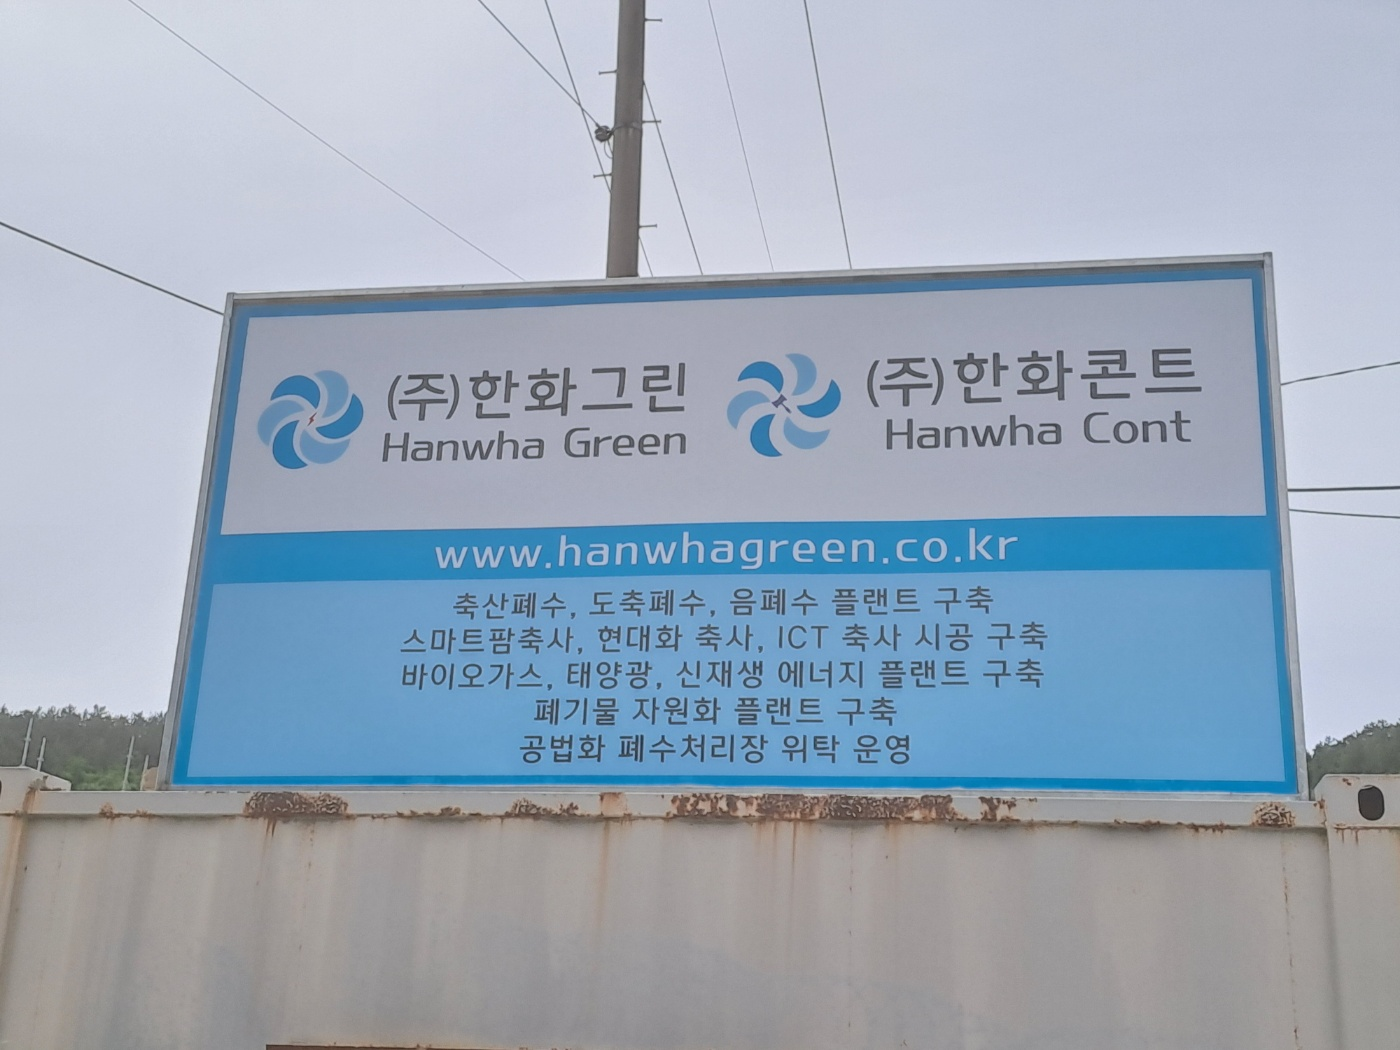 (주)한화그린 (주)한화콘트
Hanwha Green Hanwha Cont
www.hanwhagreen.co.kr
축산폐수, 도축폐수, 음폐수 플랜트 구축
스마트팜축사, 현대화 축사, ICT 축사 시공 구축
바이오가스, 태양광, 신재생 에너지 플랜트 구축
폐기물 자원화 플랜트 구축
공법화 폐수처리장 위탁 운영